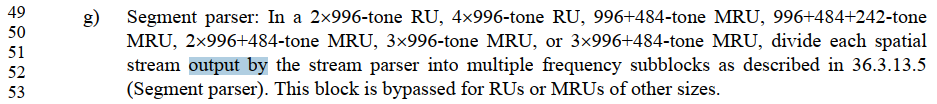 49 g) Segment parser: In a 2×996-tone RU, 4×996-tone RU, 996+484-tone MRU, 996+484+242-tone
50 MRU, 2×996+484-tone MRU, 3×996-tone MRU, or 3×996+484-tone MRU, divide each spatial
51 stream output by the stream parser into multiple frequency subblocks as described in 36.3.13.5
52 (Segment parser). This block is bypassed for RUs or MRUs of other sizes.
53